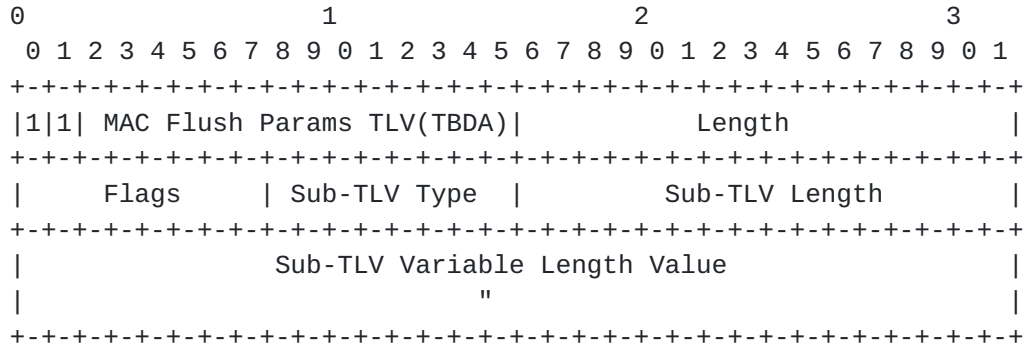 0                   1                   2                   3
 0 1 2 3 4 5 6 7 8 9 0 1 2 3 4 5 6 7 8 9 0 1 2 3 4 5 6 7 8 9 0 1
+-+-+-+-+-+-+-+-+-+-+-+-+-+-+-+-+-+-+-+-+-+-+-+-+-+-+-+-+-+-+-+-+
|1|1| MAC Flush Params TLV(TBDA)|           Length              |
+-+-+-+-+-+-+-+-+-+-+-+-+-+-+-+-+-+-+-+-+-+-+-+-+-+-+-+-+-+-+-+-+
|     Flags     | Sub-TLV Type  |         Sub-TLV Length        |
+-+-+-+-+-+-+-+-+-+-+-+-+-+-+-+-+-+-+-+-+-+-+-+-+-+-+-+-+-+-+-+-+
|                Sub-TLV Variable Length Value                  |
|                             "                                 |
+-+-+-+-+-+-+-+-+-+-+-+-+-+-+-+-+-+-+-+-+-+-+-+-+-+-+-+-+-+-+-+-+